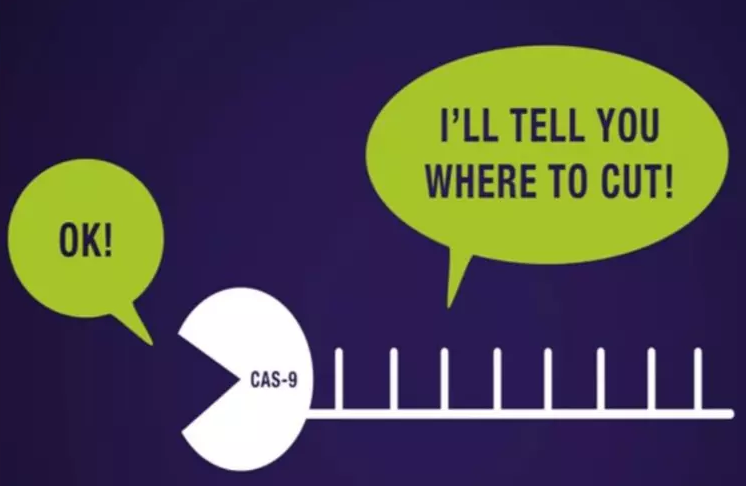 I'LL TELL YOU
WHERE TO CUT!
OK!
CAS-9